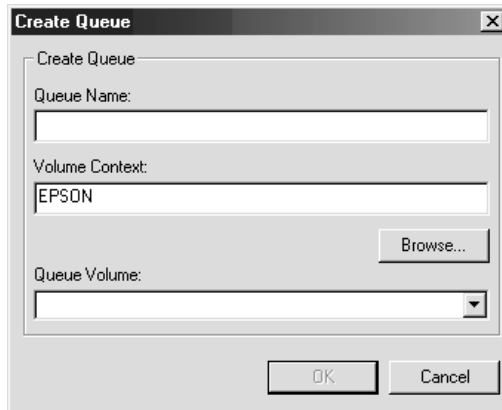 Create Queue
Create Queue
Queue Name:
Volume Context:
EPSON
Browse...
Queue Volume:
OK Cancel